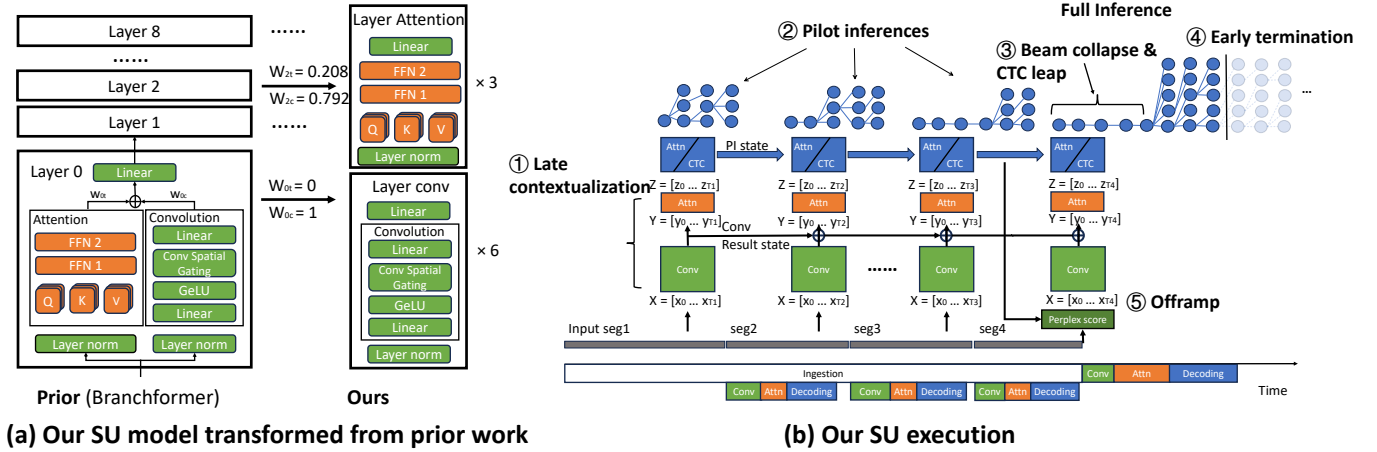 Layer 8
......
......
Layer 2
Layer 1
......
Layer 0
Linear
W0t
W0c
Attention
FFN 2
FFN 1
Q
K
V
Convolution
Linear
Conv Spatial
Gating
GeLU
Linear
Layer norm
Layer norm
Prior (Branchformer)
W2t = 0.208
W2c = 0.792
W0t = 0
W0c = 1
Layer Attention
Linear
FFN 2
FFN 1
Q
K
V
Layer norm
× 3
Layer conv
Linear
Convolution
Linear
Conv Spatial
Gating
GeLU
Linear
Layer norm
× 6
Ours
(a) Our SU model transformed from prior work
Full Inference
② Pilot inferences
③ Beam collapse &
CTC leap
④ Early termination
...
① Late
contextualization
Attn
CTC
PI state
Attn
CTC
Attn
CTC
Attn
CTC
Z = [z0 ... zT1]
Z = [z0 ... zT2]
Z = [z0 ... zT3]
Z = [z0 ... zT4]
Attn
Attn
Attn
Attn
Y = [y0 ... yT1]
Y = [y0 ... yT2]
Y = [y0 ... yT3]
Y = [y0 ... yT4]
Conv
Result state
Conv
Conv
......
Conv
Conv
X = [x0 ... xT1]
X = [x0 ... xT2]
X = [x0 ... xT3]
X = [x0 ... xT4]
⑤ Offramp
Perplex score
Input seg1
seg2
seg3
seg4
Ingestion
Conv
Attn
Decoding
Conv
Attn
Decoding
Conv
Attn
Decoding
Conv
Attn
Decoding
Time
(b) Our SU execution